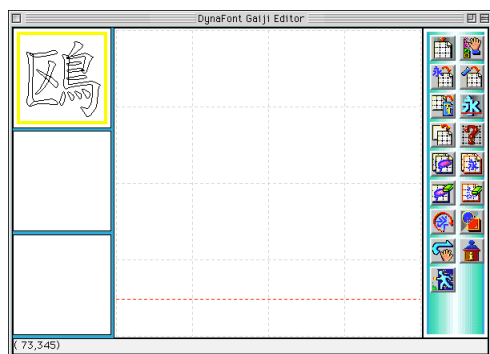 DynaFont Gaiji Editor
鴎
永
( 73,345)